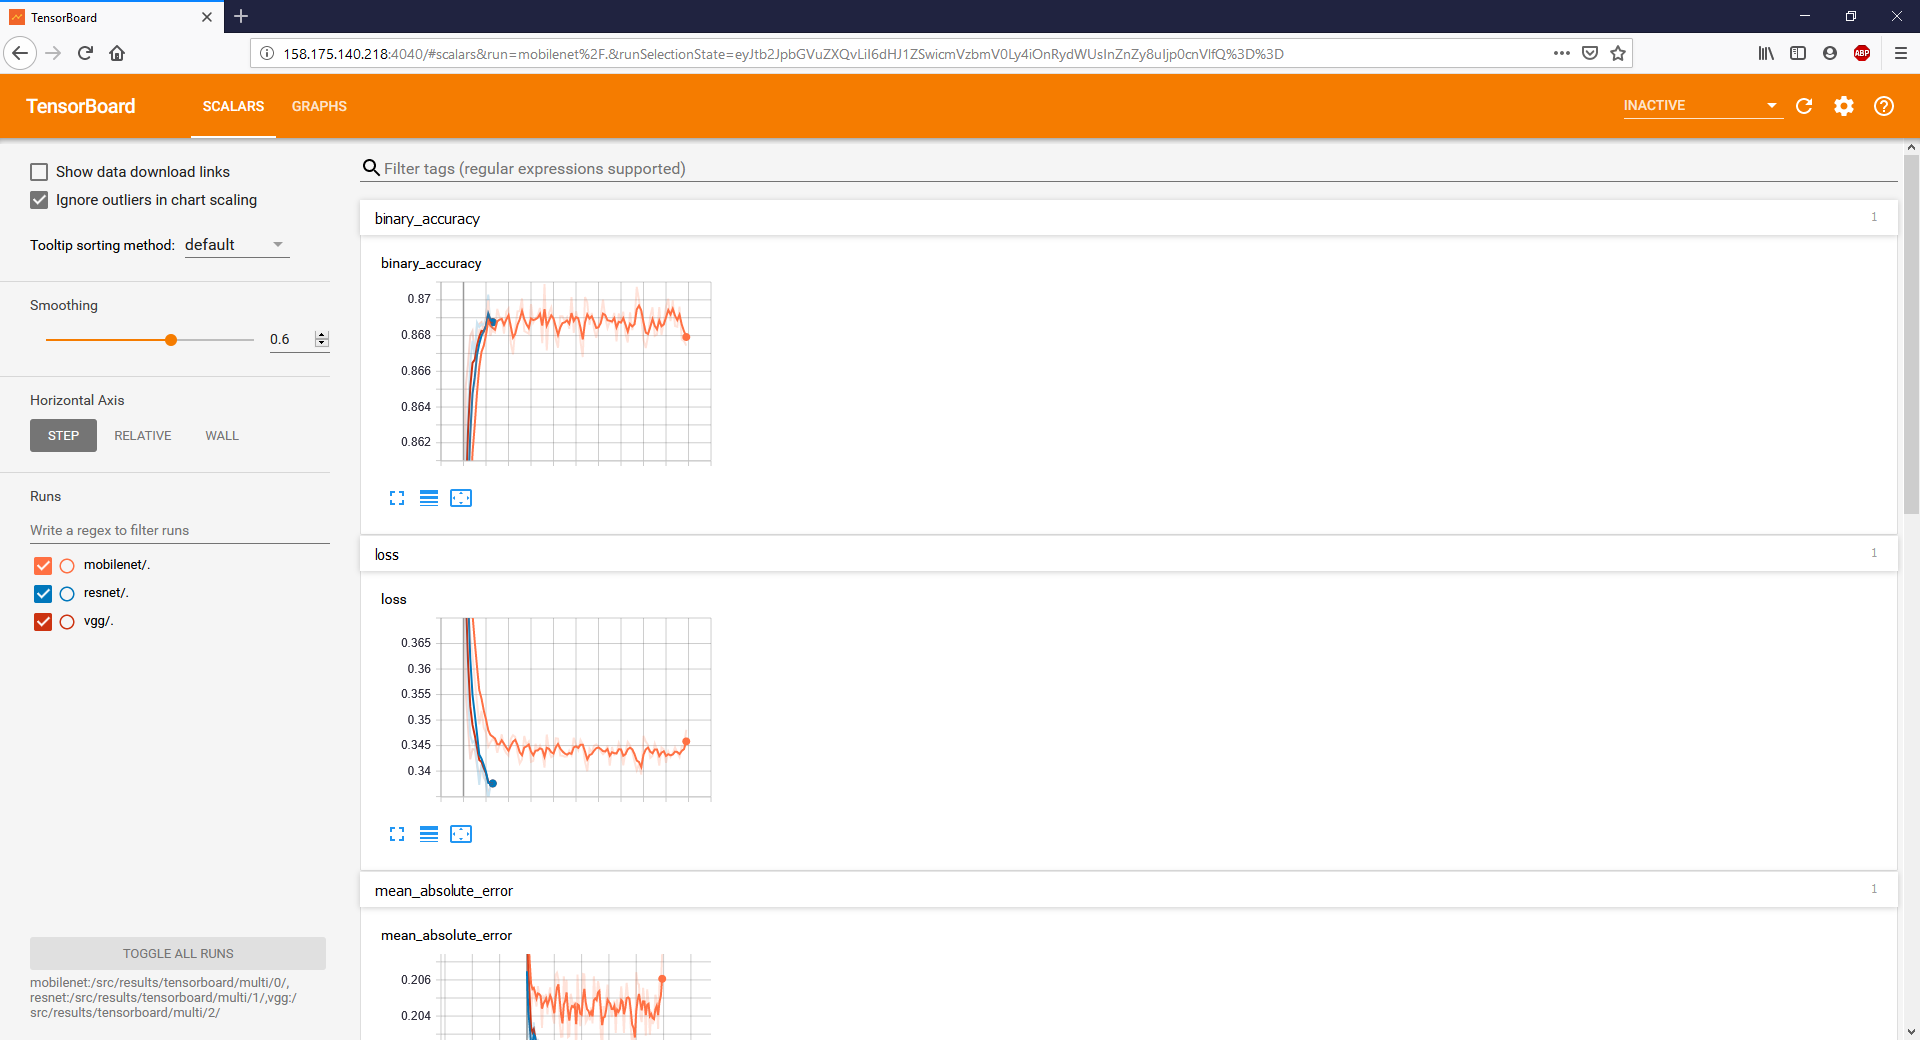 TensorBoard
158.175.140.218:4040/#scalars&run=mobilenet%2F.&runSelectionState=eyJtb2JpbGVuZXQvLiI6dHJ1ZSwicmVzbmV0Ly4iOnRydWUsInZnZy8uIjp0cnVlfQ%3D%3D
ABP
TensorBoard
SCALARS
GRAPHS
INACTIVE
Show data download links
Ignore outliers in chart scaling
Tooltip sorting method: default
Smoothing
0.6
Horizontal Axis
STEP
RELATIVE
WALL
Runs
Write a regex to filter runs
mobilenet/.
resnet/.
vgg/.
TOGGLE ALL RUNS
mobilenet:/src/results/tensorboard/multi/0/,
resnet:/src/results/tensorboard/multi/1/,vgg:/
src/results/tensorboard/multi/2/
Filter tags (regular expressions supported)
binary_accuracy
1
binary_accuracy
0.87
0.868
0.866
0.864
0.862
loss
1
loss
0.365
0.36
0.355
0.35
0.345
0.34
mean_absolute_error
1
mean_absolute_error
0.206
0.204